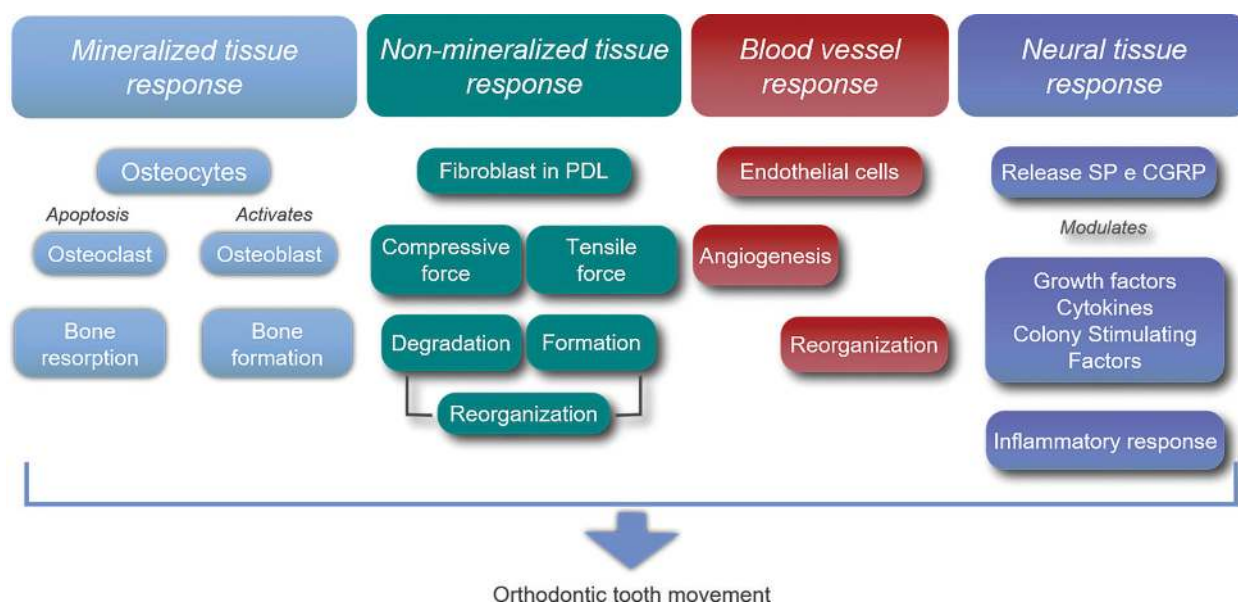 Mineralized tissue
response
Osteocytes
Apoptosis
Activates
Osteoclast
Osteoblast
Bone
resorption
Bone
formation
Non-mineralized tissue
response
Fibroblast in PDL
Compressive
force
Tensile
force
Degradation
Formation
Reorganization
Blood vessel
response
Endothelial cells
Angiogenesis
Reorganization
Neural tissue
response
Release SP e CGRP
Modulates
Growth factors
Cytokines
Colony Stimulating
Factors
Inflammatory response
Orthodontic tooth movement